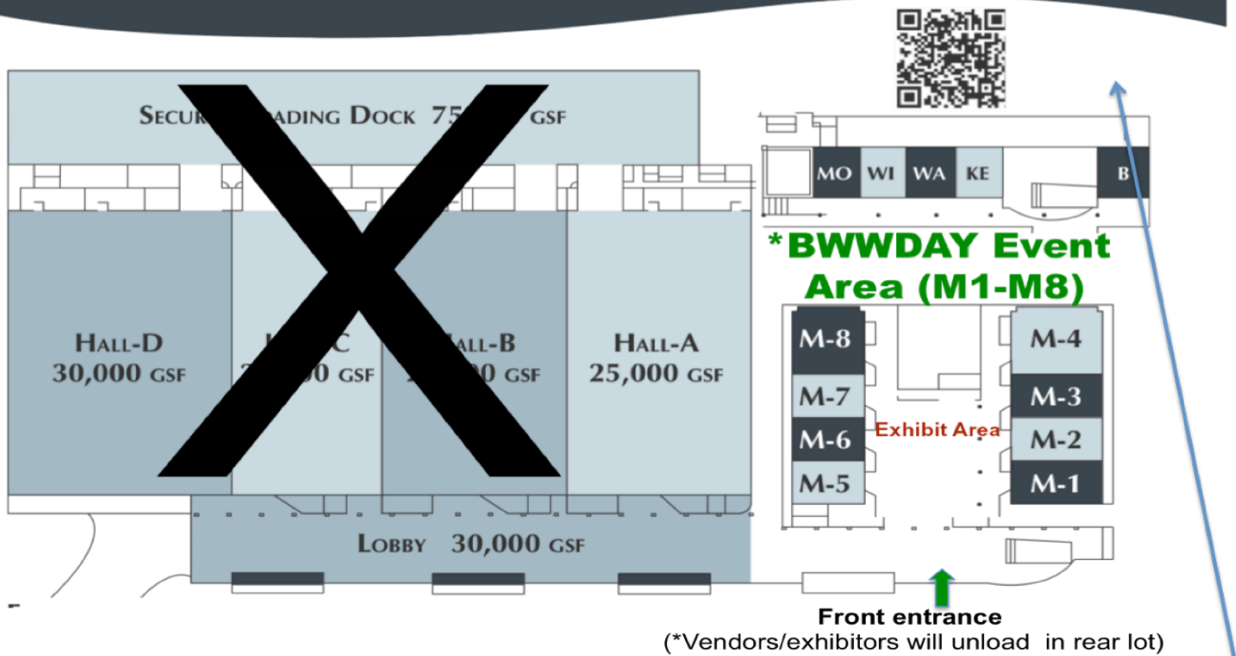 SECUR ADING DOCK 75 GSF
MO WI WA KE B
*BWWDAY Event
Area (M1-M8)
HALL-D
30,000 GSF
C
0 GSF
ALL-B
0 GSF
HALL-A
25,000 GSF
M-8
M-7
M-6
M-5
Exhibit Area
M-4
M-3
M-2
M-1
LOBBY 30,000 GSF
Front entrance
(*Vendors/exhibitors will unload in rear lot)